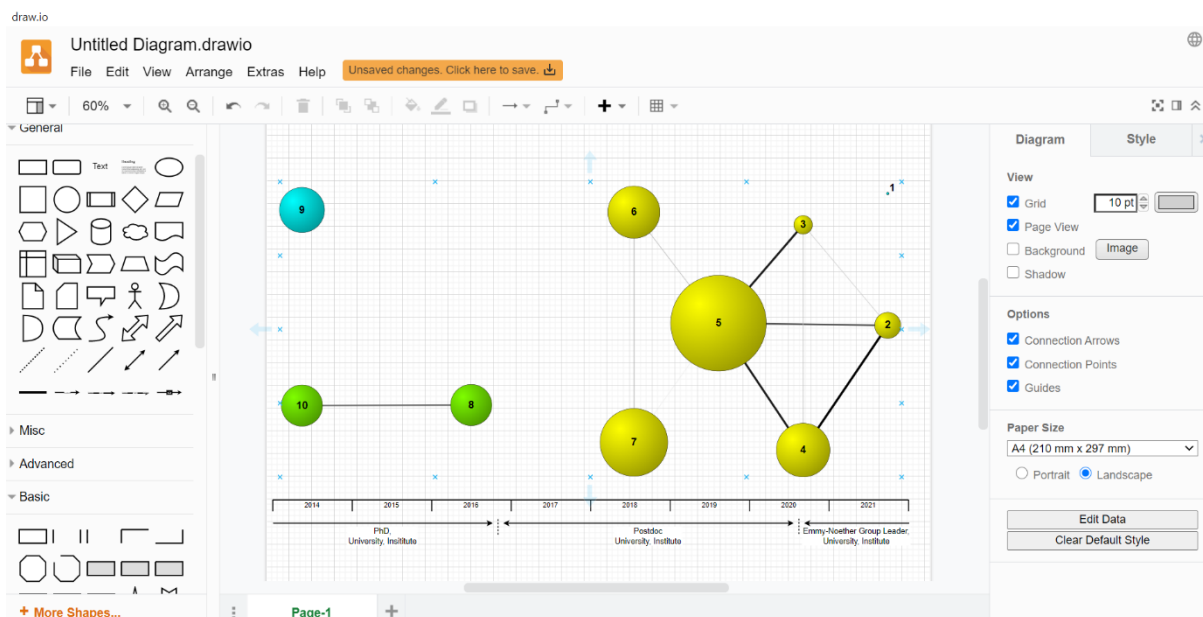 draw.io
Untitled Diagram.drawio
File Edit View Arrange Extras Help Unsaved changes. Click here to save.
60%
General
Text
Heading
Misc
Advanced
Basic
+ More Shapes...
9
6
1
3
5
2
10
8
7
4
2014 2015 2016 2017 2018 2019 2020 2021
PhD, Postdoc Emmy-Noether Group Leader,
University, Insititute University, Institute University, Institute
Page-1
Diagram Style
View
Grid 10 pt
Page View
Background Image
Shadow
Options
Connection Arrows
Connection Points
Guides
Paper Size
A4 (210 mm x 297 mm)
Portrait Landscape
Edit Data
Clear Default Style